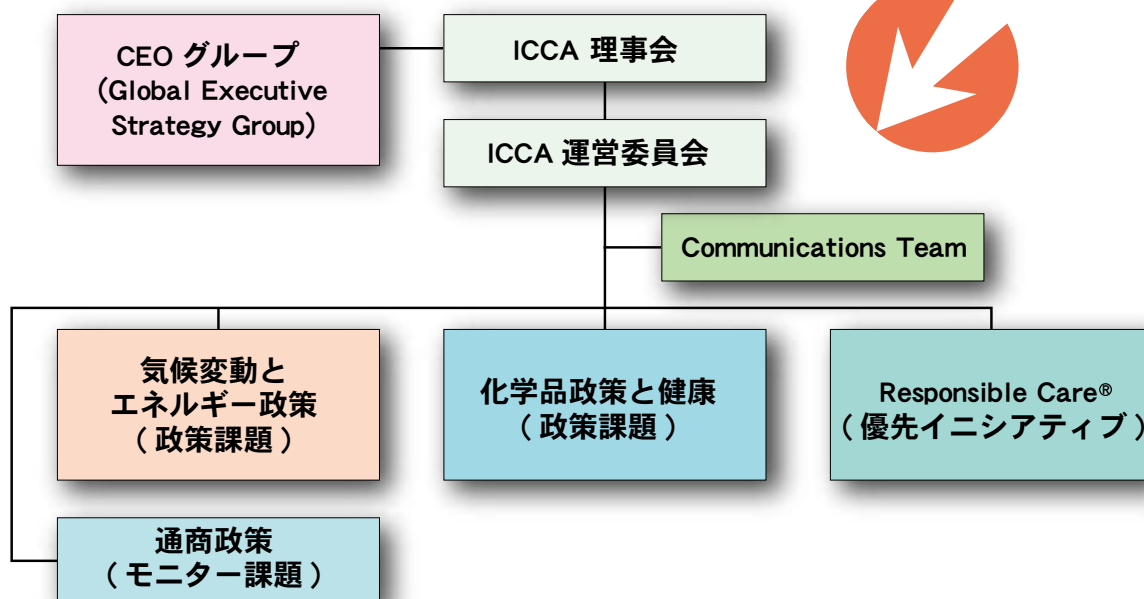 CEO グループ
(Global Executive
Strategy Group)
ICCA 理事会
ICCA 運営委員会
Communications Team
気候変動と
エネルギー政策
( 政策課題 )
化学品政策と健康
( 政策課題 )
Responsible Care®
( 優先イニシアティブ )
通商政策
( モニター課題 )